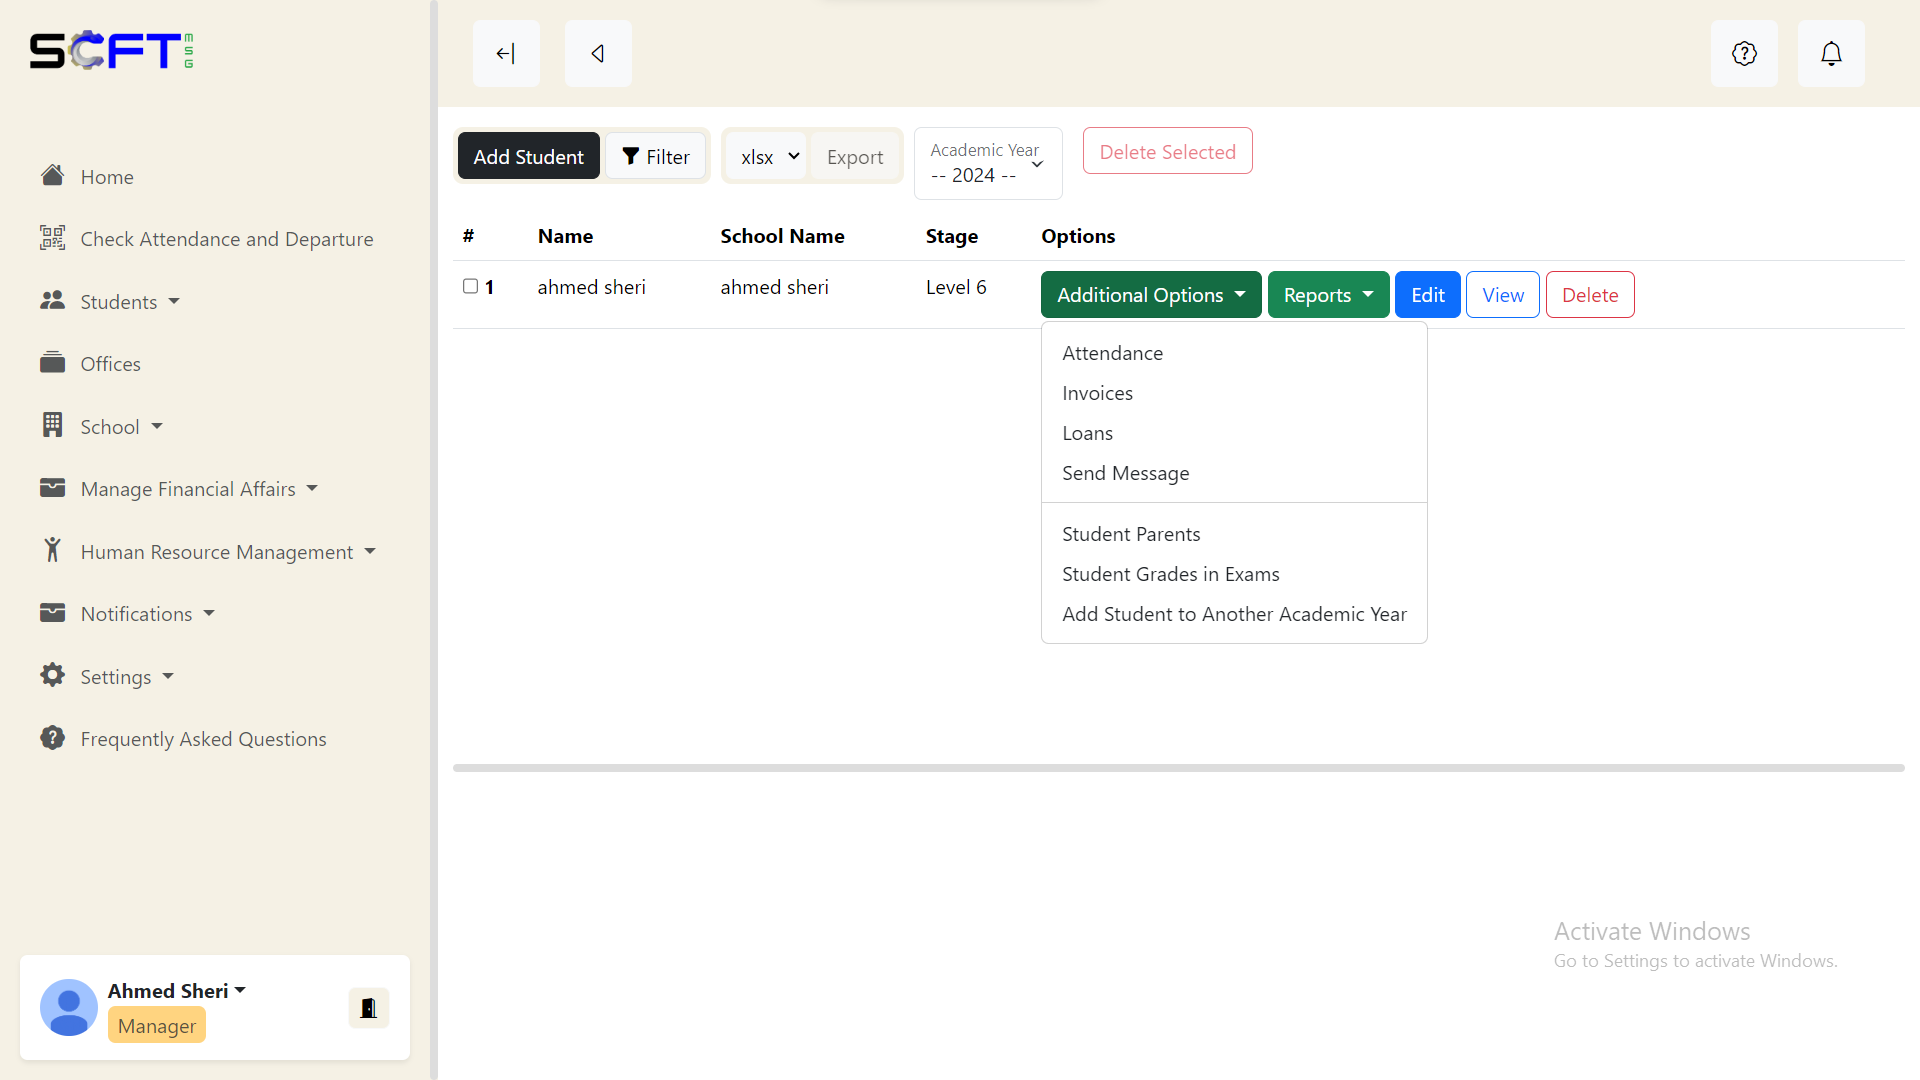 SCFT MSG
Home
Check Attendance and Departure
Students
Offices
School
Manage Financial Affairs
Human Resource Management
Notifications
Settings
Frequently Asked Questions
Ahmed Sheri
Manager
Add Student Filter xlsx Export Academic Year -- 2024 -- Delete Selected
# Name School Name Stage Options
1 ahmed sheri ahmed sheri Level 6 Additional Options Reports Edit View Delete
Attendance
Invoices
Loans
Send Message
Student Parents
Student Grades in Exams
Add Student to Another Academic Year
Activate Windows
Go to Settings to activate Windows.